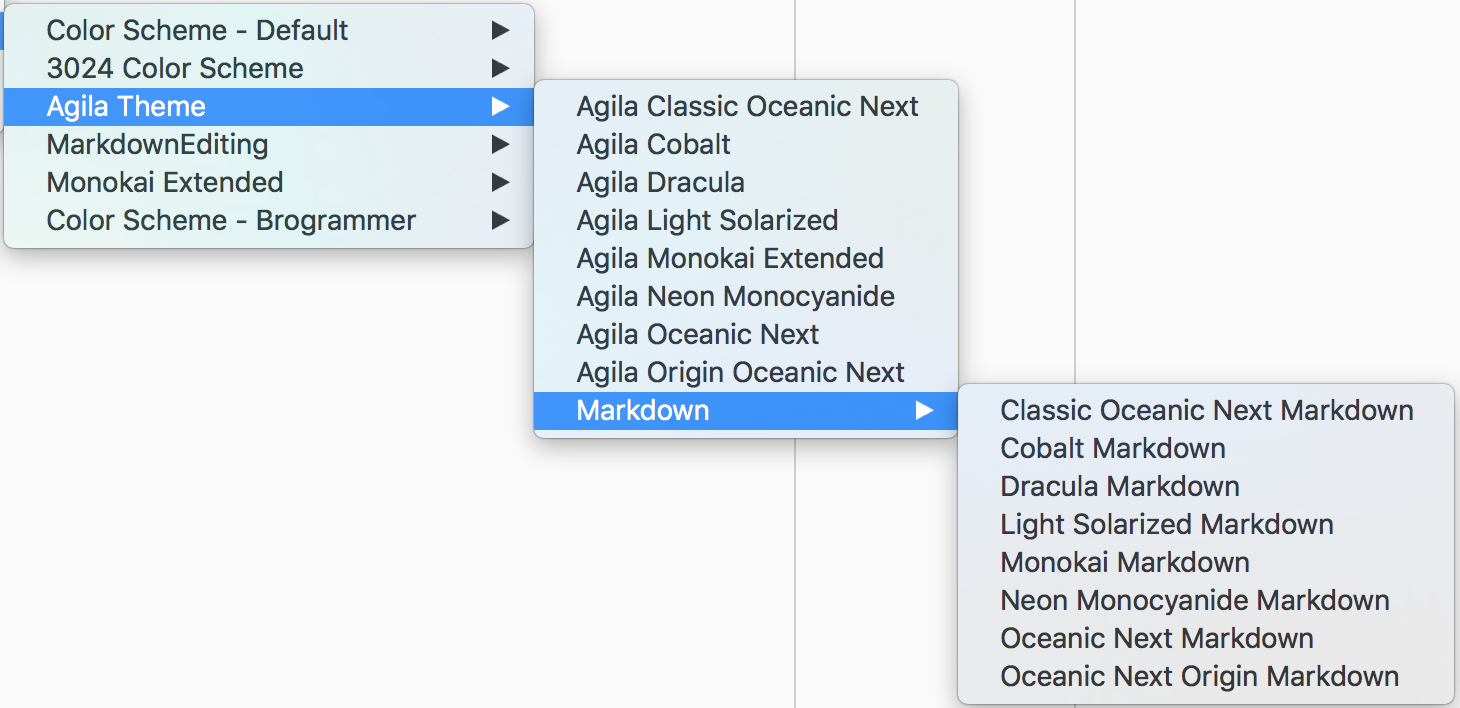 Color Scheme - Default
3024 Color Scheme
Agila Theme
MarkdownEditing
Monokai Extended
Color Scheme - Brogrammer
Agila Classic Oceanic Next
Agila Cobalt
Agila Dracula
Agila Light Solarized
Agila Monokai Extended
Agila Neon Monocyanide
Agila Oceanic Next
Agila Origin Oceanic Next
Markdown
Classic Oceanic Next Markdown
Cobalt Markdown
Dracula Markdown
Light Solarized Markdown
Monokai Markdown
Neon Monocyanide Markdown
Oceanic Next Markdown
Oceanic Next Origin Markdown